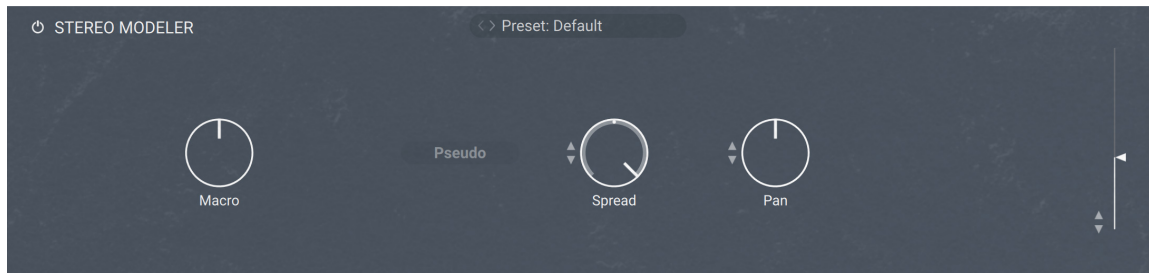 STEREO MODELER
Preset: Default
Pseudo
Macro
Spread
Pan